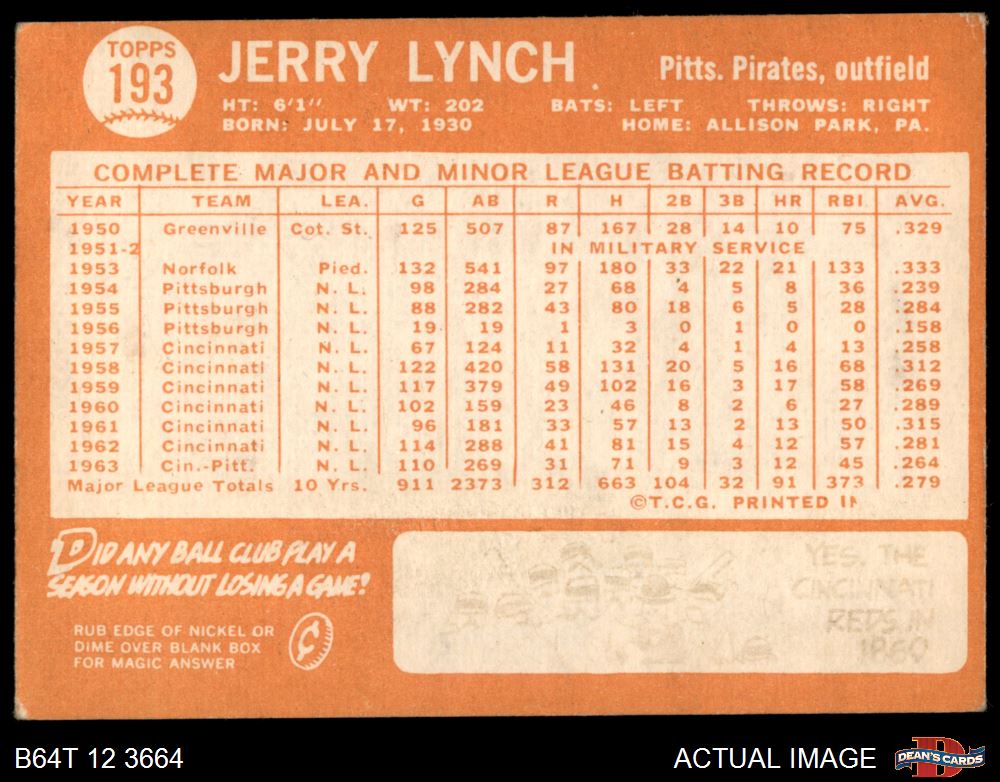 TOPPS
193
JERRY LYNCH
Pitts. Pirates, outfield
HT: 6'1" WT: 202 BATS: LEFT THROWS: RIGHT
BORN: JULY 17, 1930 HOME: ALLISON PARK, PA.
COMPLETE MAJOR AND MINOR LEAGUE BATTING RECORD
YEAR TEAM LEA. G AB R H 2B 3B HR RBI AVG.
1950 Greenville Cot. St. 125 507 87 167 28 14 10 75 .329
1951-2 IN MILITARY SERVICE
1953 Norfolk Pied. 132 541 97 180 33 22 21 133 .333
1954 Pittsburgh N. L. 98 284 27 68 4 5 8 36 .239
1955 Pittsburgh N. L. 88 282 43 80 18 6 5 28 .284
1956 Pittsburgh N. L. 19 19 1 3 0 1 0 0 .158
1957 Cincinnati N. L. 67 124 11 32 4 1 4 13 .258
1958 Cincinnati N. L. 122 420 58 131 20 5 16 68 .312
1959 Cincinnati N. L. 117 379 49 102 16 3 17 58 .269
1960 Cincinnati N. L. 102 159 23 46 8 2 6 27 .289
1961 Cincinnati N. L. 96 181 33 57 13 2 13 50 .315
1962 Cincinnati N. L. 114 288 41 81 15 4 12 57 .281
1963 Cin.-Pitt. N. L. 110 269 31 71 9 3 12 45 .264
Major League Totals 10 Yrs. 911 2373 312 663 104 32 91 373 .279
©T.C.G. PRINTED IN
DID ANY BALL CLUB PLAY A
SEASON WITHOUT LOSING A GAME?
RUB EDGE OF NICKEL OR
DIME OVER BLANK BOX
FOR MAGIC ANSWER
YES. THE
CINCINNATI
REDS IN
B64T 12 3664
ACTUAL IMAGE
D
DEAN'S CARDS